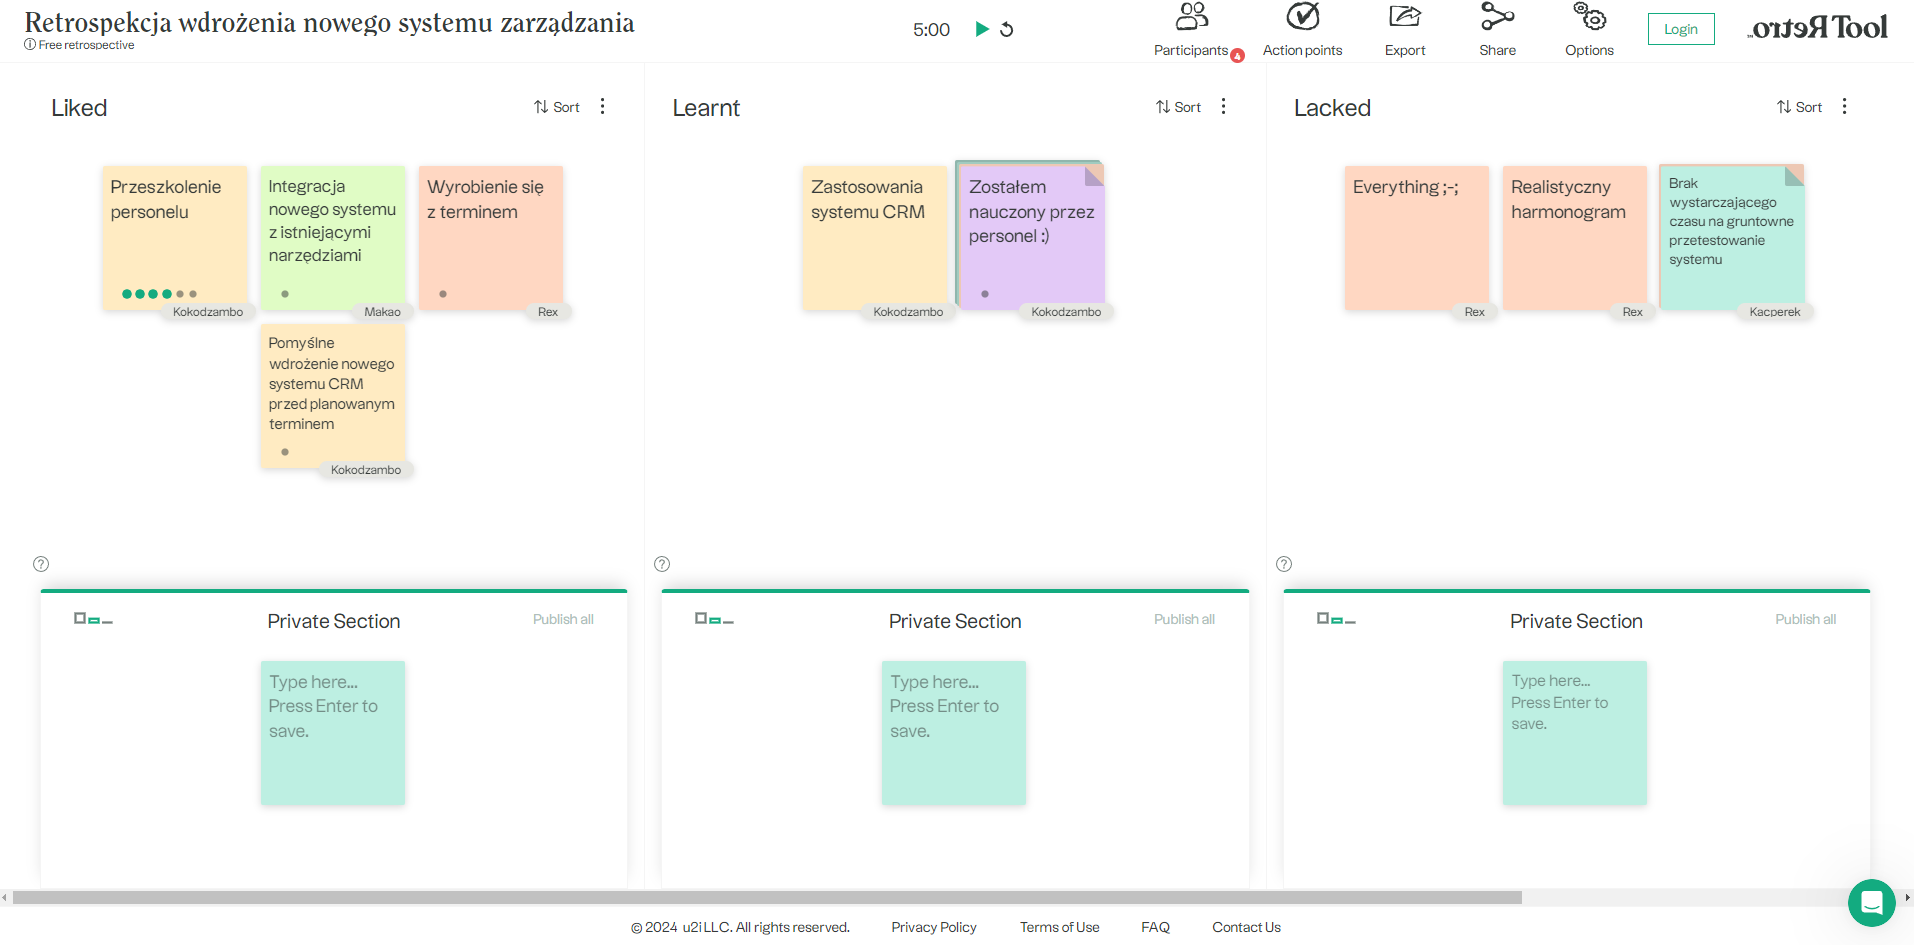 Retrospekcja wdrożenia nowego systemu zarządzania
Free retrospective
5:00
Participants
4
Action points
Export
Share
Options
Login
Retro Tool
Liked
Sort
Przeszkolenie
personelu
Kokodzambo
Integracja
nowego systemu
z istniejącymi
narzędziami
Makao
Wyrobienie się
z terminem
Rex
Pomyślne
wdrożenie nowego
systemu CRM
przed planowanym
terminem
Kokodzambo
Learnt
Sort
Zastosowania
systemu CRM
Kokodzambo
Zostałem
nauczony przez
personel :)
Kokodzambo
Lacked
Sort
Everything ;-;
Rex
Realistyczny
harmonogram
Rex
Brak
wystarczającego
czasu na gruntowne
przetestowanie
systemu
Kacperek
?
Private Section
Publish all
Type here...
Press Enter to
save.
?
Private Section
Publish all
Type here...
Press Enter to
save.
?
Private Section
Publish all
Type here...
Press Enter to
save.
© 2024 u2i LLC. All rights reserved.
Privacy Policy
Terms of Use
FAQ
Contact Us